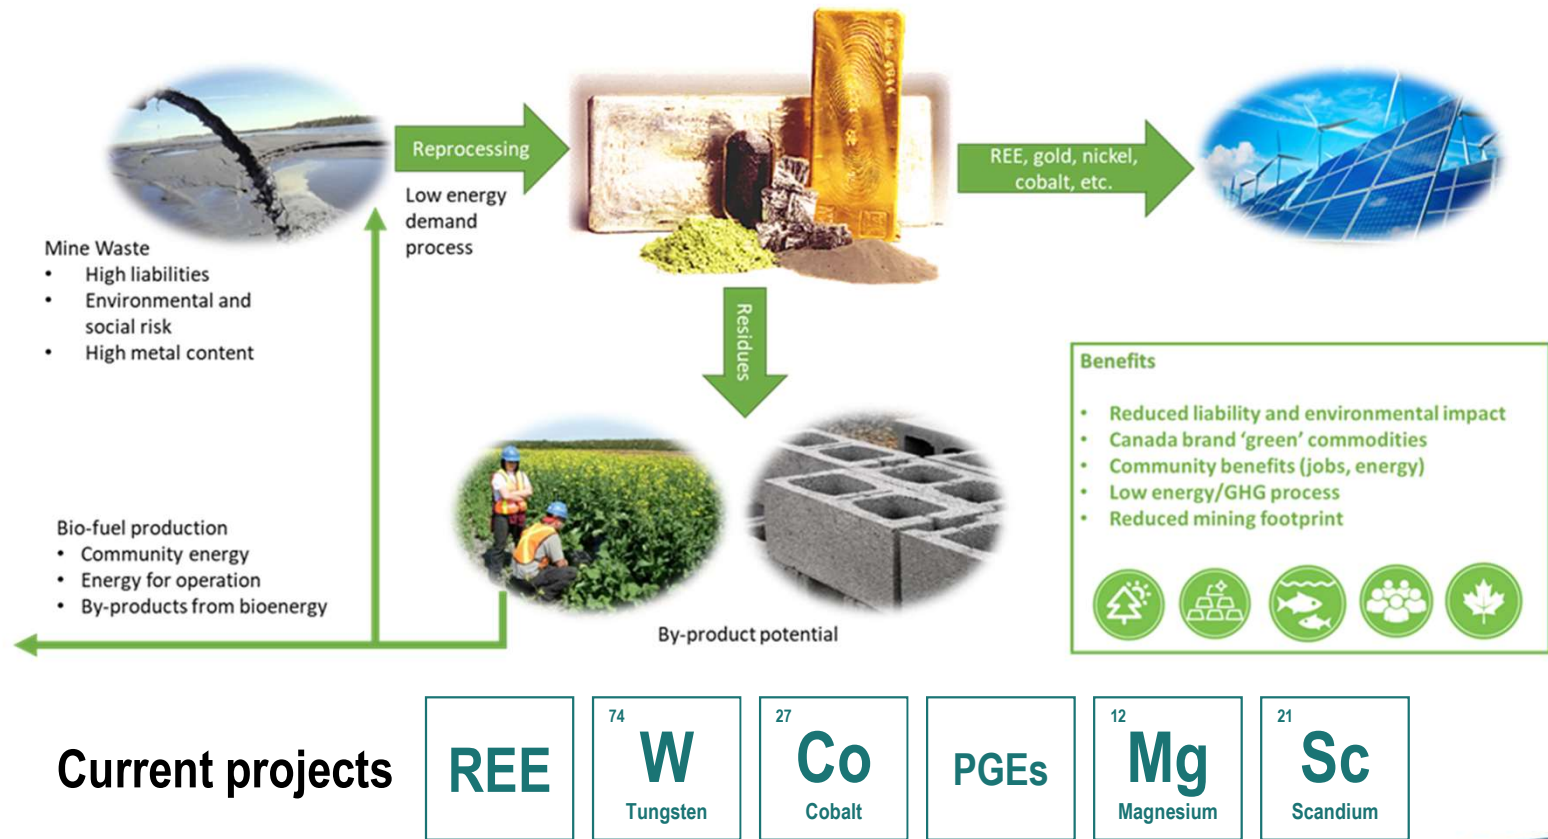 Reprocessing
Low energy
demand
process
REE, gold, nickel,
cobalt, etc.
Mine Waste
• High liabilities
• Environmental and
social risk
• High metal content
Residues
Benefits
• Reduced liability and environmental impact
• Canada brand ‘green’ commodities
• Community benefits (jobs, energy)
• Low energy/GHG process
• Reduced mining footprint
Bio-fuel production
• Community energy
• Energy for operation
• By-products from bioenergy
By-product potential
Current projects
REE
74
W
Tungsten
27
Co
Cobalt
PGEs
12
Mg
Magnesium
21
Sc
Scandium